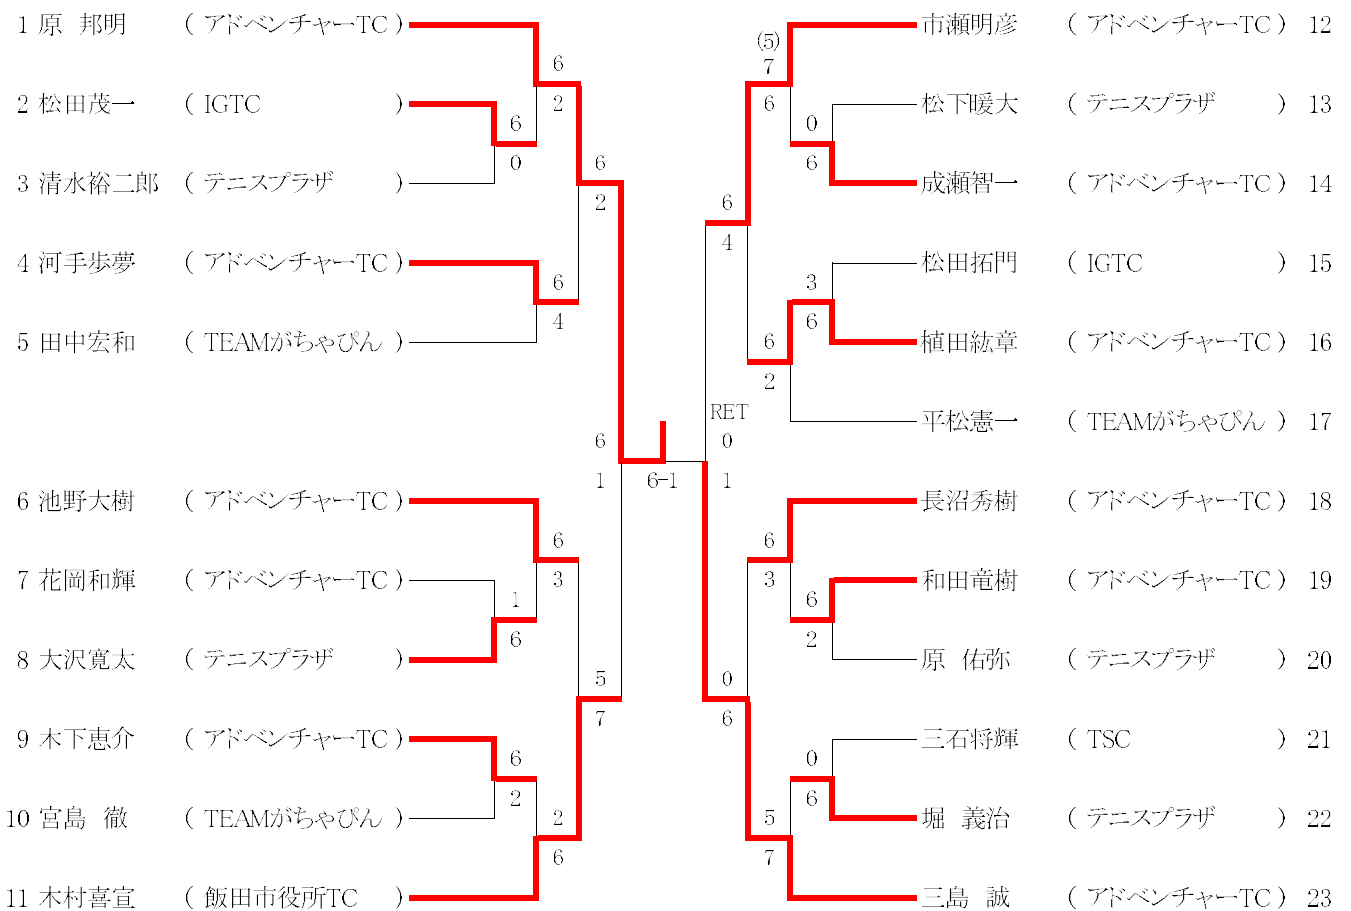 1 原 邦明 ( アドベンチャーTC )
2 松田茂一 ( IGTC )
3 清水裕二郎 ( テニスプラザ )
4 河手歩夢 ( アドベンチャーTC )
5 田中宏和 ( TEAMがちゃぴん )
6 池野大樹 ( アドベンチャーTC )
7 花岡和輝 ( アドベンチャーTC )
8 大沢寛太 ( テニスプラザ )
9 木下恵介 ( アドベンチャーTC )
10 宮島 徹 ( TEAMがちゃぴん )
11 木村喜宣 ( 飯田市役所TC )
6
2
6
0
6
2
6
4
6
1
6
3
1
6
5
7
6
2
2
6
6-1
RET
0
1
(5)
7
6
0
6
6
4
3
6
6
2
6
3
6
2
0
6
0
6
5
7
市瀬明彦 ( アドベンチャーTC ) 12
松下暖大 ( テニスプラザ ) 13
成瀬智一 ( アドベンチャーTC ) 14
松田拓門 ( IGTC ) 15
植田紘章 ( アドベンチャーTC ) 16
平松憲一 ( TEAMがちゃぴん ) 17
長沼秀樹 ( アドベンチャーTC ) 18
和田竜樹 ( アドベンチャーTC ) 19
原 佑弥 ( テニスプラザ ) 20
三石将輝 ( TSC ) 21
堀 義治 ( テニスプラザ ) 22
三島 誠 ( アドベンチャーTC ) 23